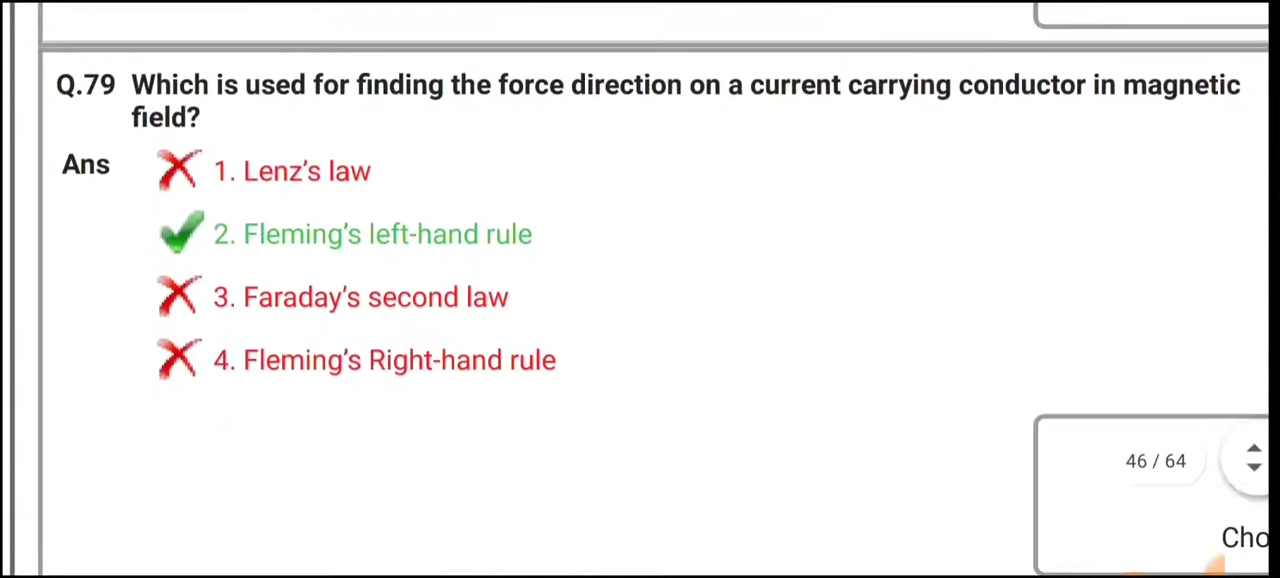 Q.79 Which is used for finding the force direction on a current carrying conductor in magnetic
field?
Ans
1. Lenz's law
2. Fleming's left-hand rule
3. Faraday's second law
4. Fleming's Right-hand rule
46 / 64
Cho